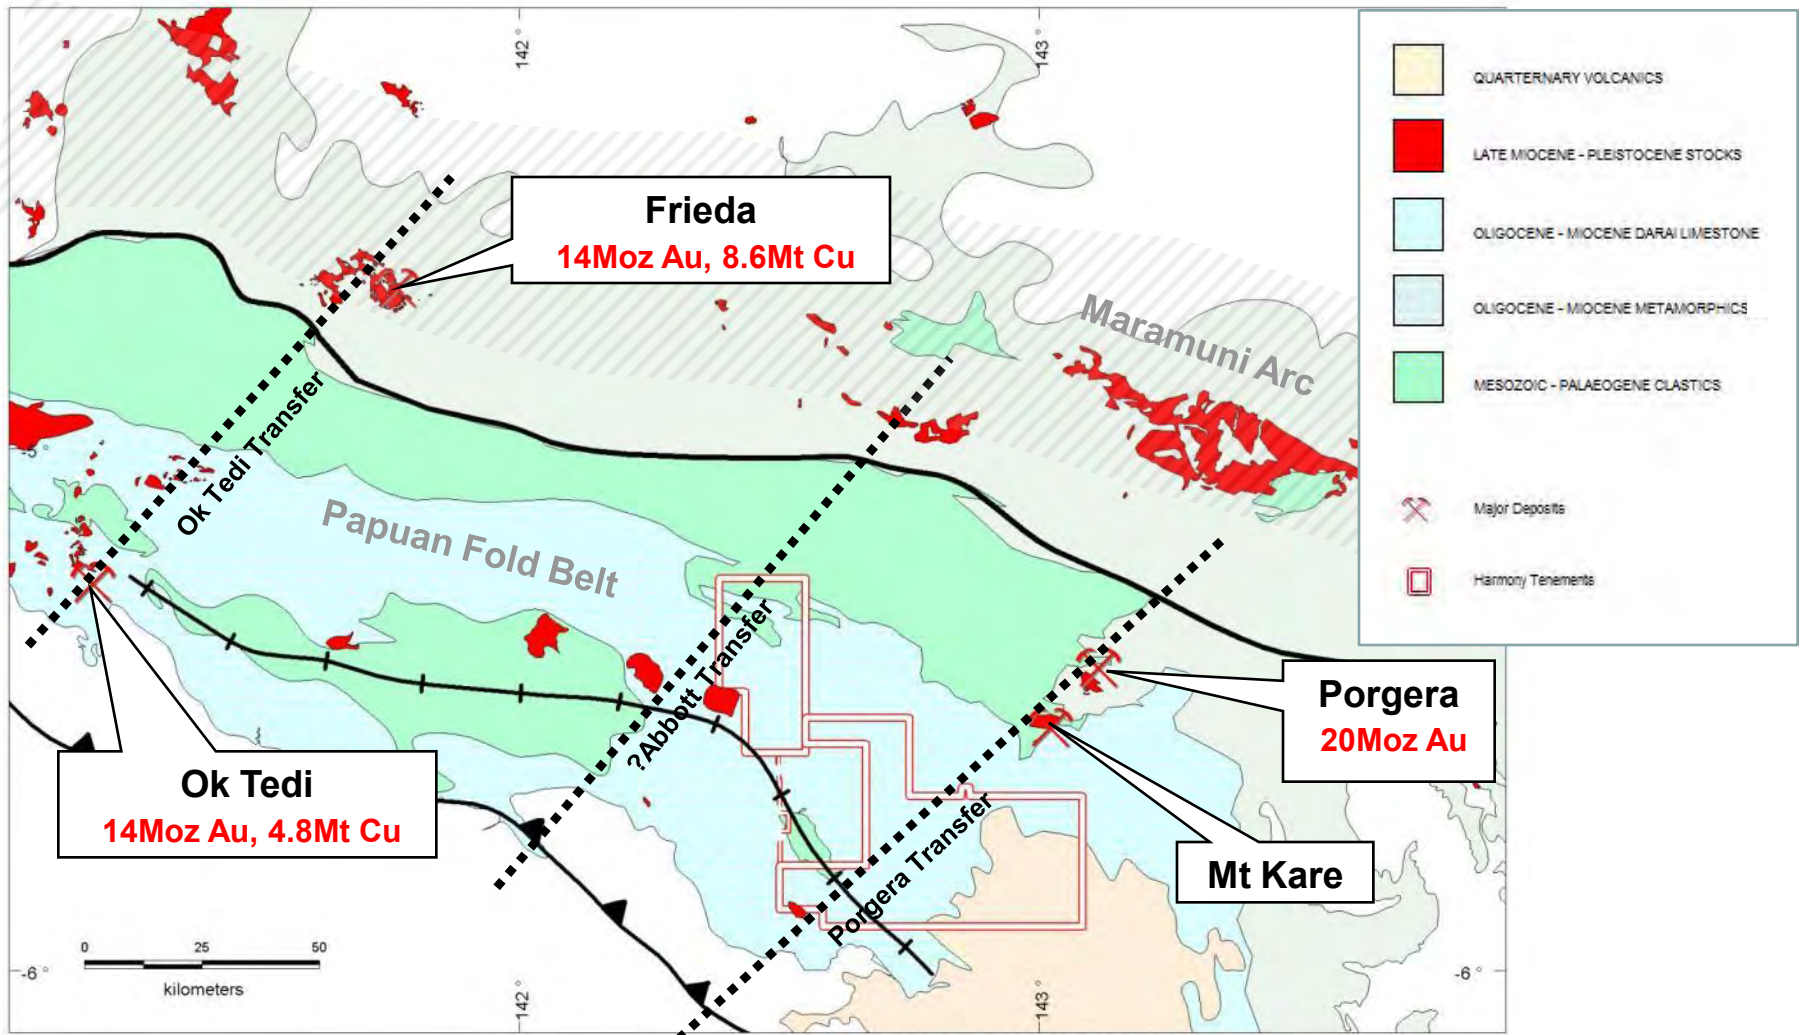 142°
143°
QUARTERNARY VOLCANICS
LATE MIOCENE - PLEISTOCENE STOCKS
OLIGOCENE - MIOCENE DARAI LIMESTONE
OLIGOCENE - MIOCENE METAMORPHICS
MESOZOIC - PALAEOGENE CLASTICS
Major Deposits
Harmony Tenements
Frieda
14Moz Au, 8.6Mt Cu
Maramuni Arc
Ok Tedi Transfer
-5°
Papuan Fold Belt
?Abbott Transfer
Porgera
20Moz Au
Ok Tedi
14Moz Au, 4.8Mt Cu
Mt Kare
Porgera Transfer
0 25 50
kilometers
-6°
-6°
142°
143°